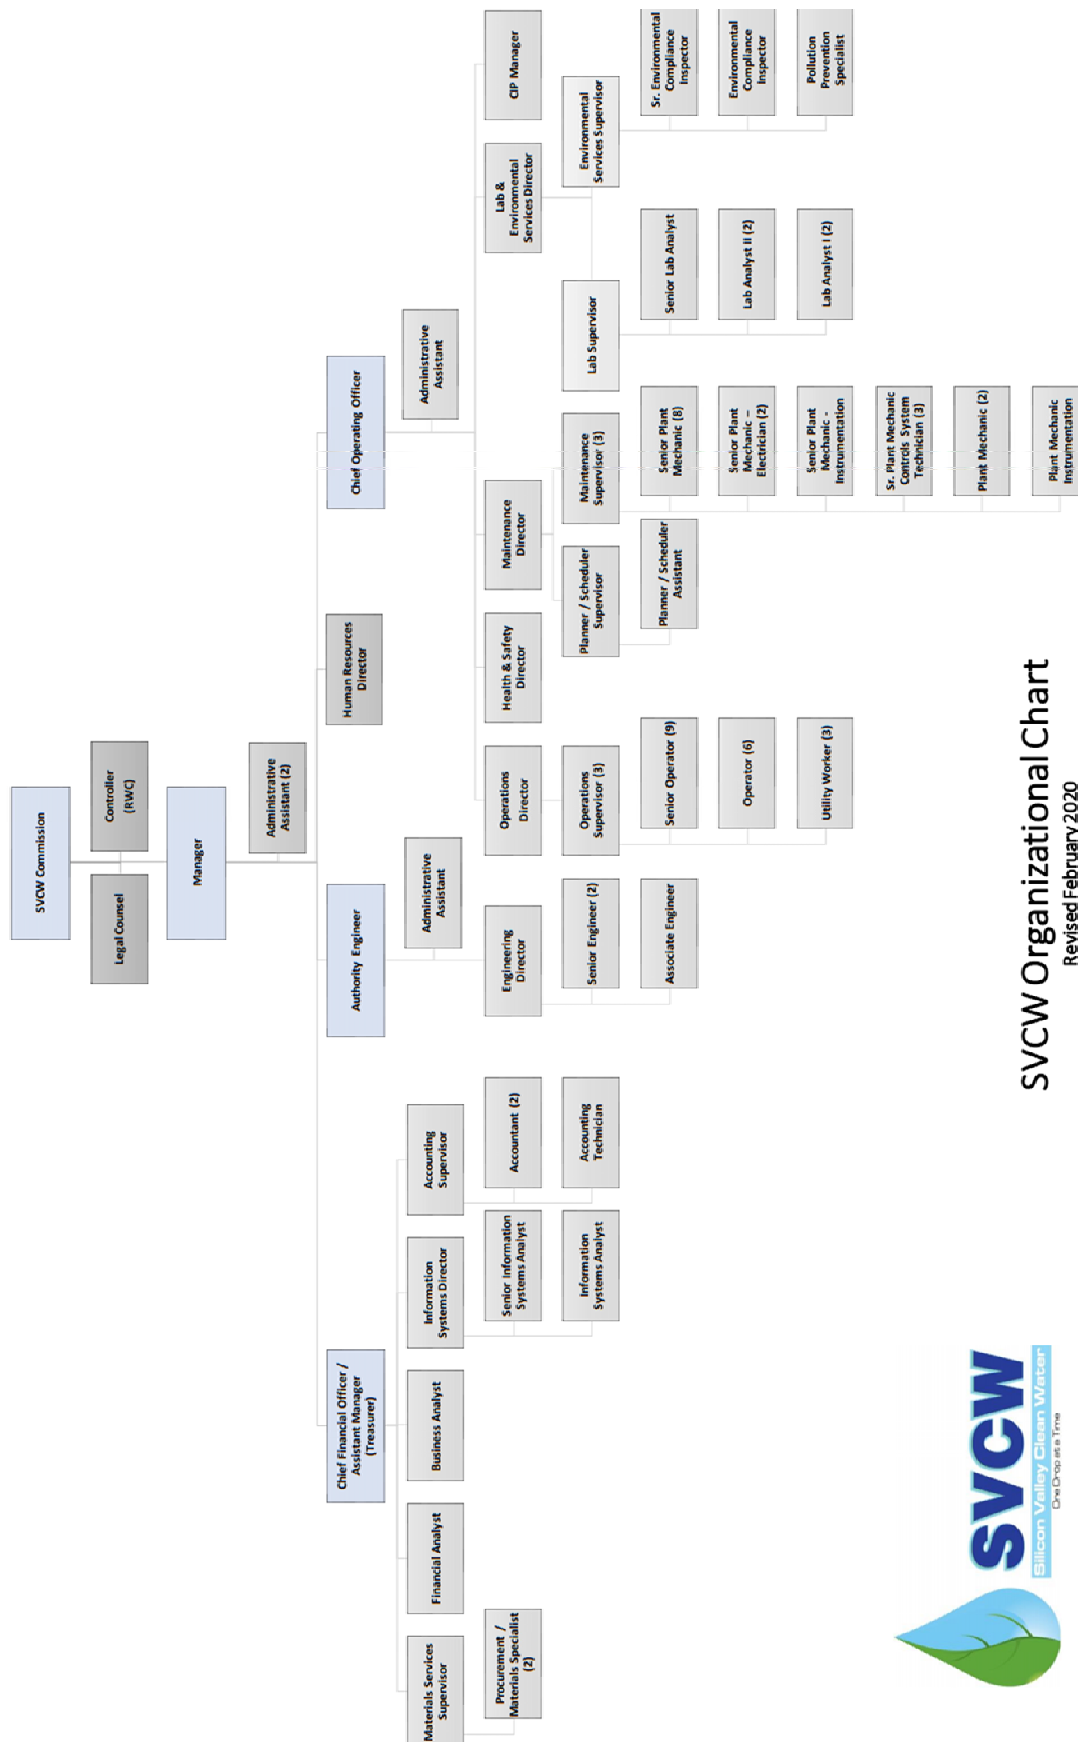 SVCW Commission
Legal Counsel
Controller
(RWC)
Manager
Administrative
Assistant (2)
Chief Financial Officer /
Assistant Manager
(Treasurer)
Authority Engineer
Human Resources
Director
Chief Operating Officer
Administrative
Assistant
Administrative
Assistant
Materials Services
Supervisor
Financial Analyst
Business Analyst
Information
Systems Director
Accounting
Supervisor
Procurement /
Materials Specialist
(2)
Senior Information
Systems Analyst
Information
Systems Analyst
Accountant (2)
Accounting
Technician
Engineering
Director
Senior Engineer (2)
Associate Engineer
Operations
Director
Health & Safety
Director
Maintenance
Director
Lab &
Environmental
Services Director
CIP Manager
Operations
Supervisor (3)
Senior Operator (9)
Operator (6)
Utility Worker (3)
Planner / Scheduler
Supervisor
Planner / Scheduler
Assistant
Maintenance
Supervisor (3)
Senior Plant
Mechanic (8)
Senior Plant
Mechanic –
Electrician (2)
Senior Plant
Mechanic -
Instrumentation
Sr. Plant Mechanic
Controls System
Technician (3)
Plant Mechanic (2)
Plant Mechanic
Instrumentation
Lab Supervisor
Senior Lab Analyst
Lab Analyst II (2)
Lab Analyst I (2)
Environmental
Services Supervisor
Sr. Environmental
Compliance
Inspector
Environmental
Compliance
Inspector
Pollution
Prevention
Specialist
SVCW
Silicon Valley Clean Water
One Drop at a Time
SVCW Organizational Chart
Revised February 2020